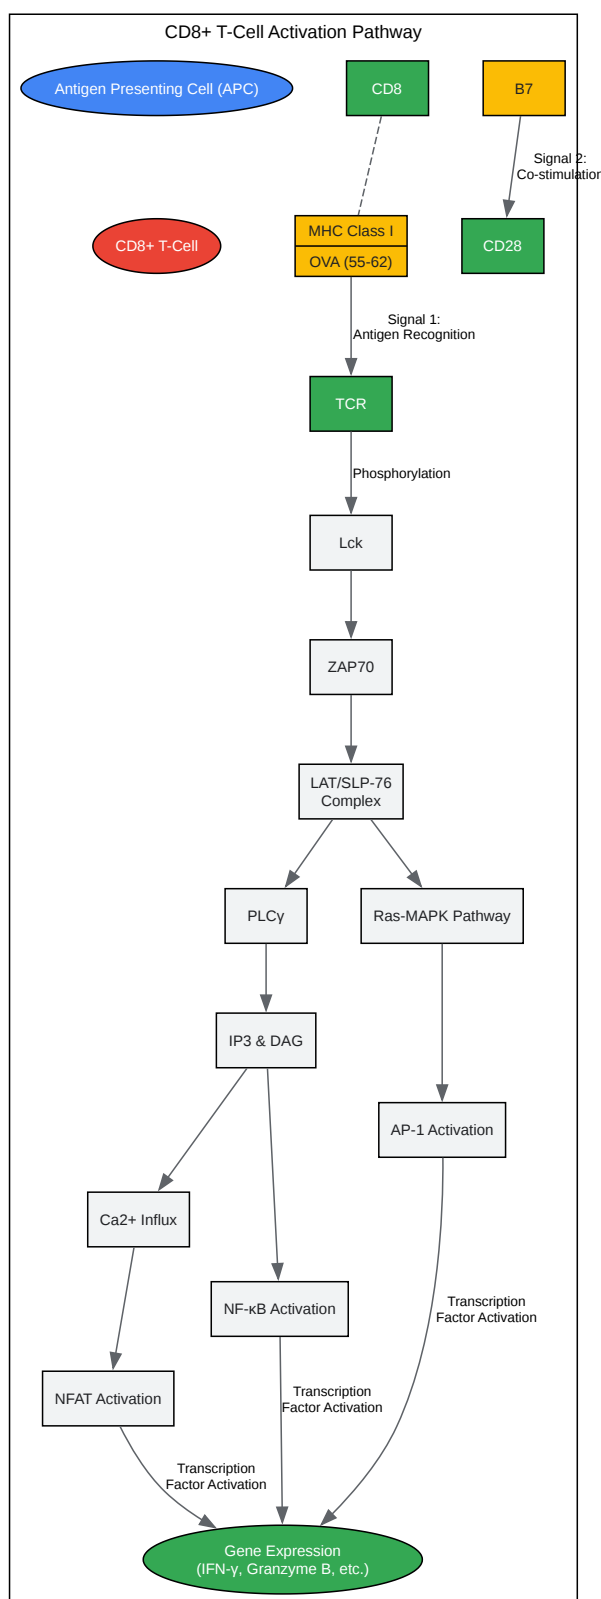 CD8+ T-Cell Activation Pathway
Antigen Presenting Cell (APC)
CD8
B7
Signal 2:
Co-stimulation
CD8+ T-Cell
MHC Class I
OVA (55-62)
CD28
Signal 1:
Antigen Recognition
TCR
Phosphorylation
Lck
ZAP70
LAT/SLP-76
Complex
PLCγ
Ras-MAPK Pathway
IP3 & DAG
AP-1 Activation
Ca2+ Influx
NF-κB Activation
Transcription
Factor Activation
NFAT Activation
Transcription
Factor Activation
Transcription
Factor Activation
Gene Expression
(IFN-γ, Granzyme B, etc.)